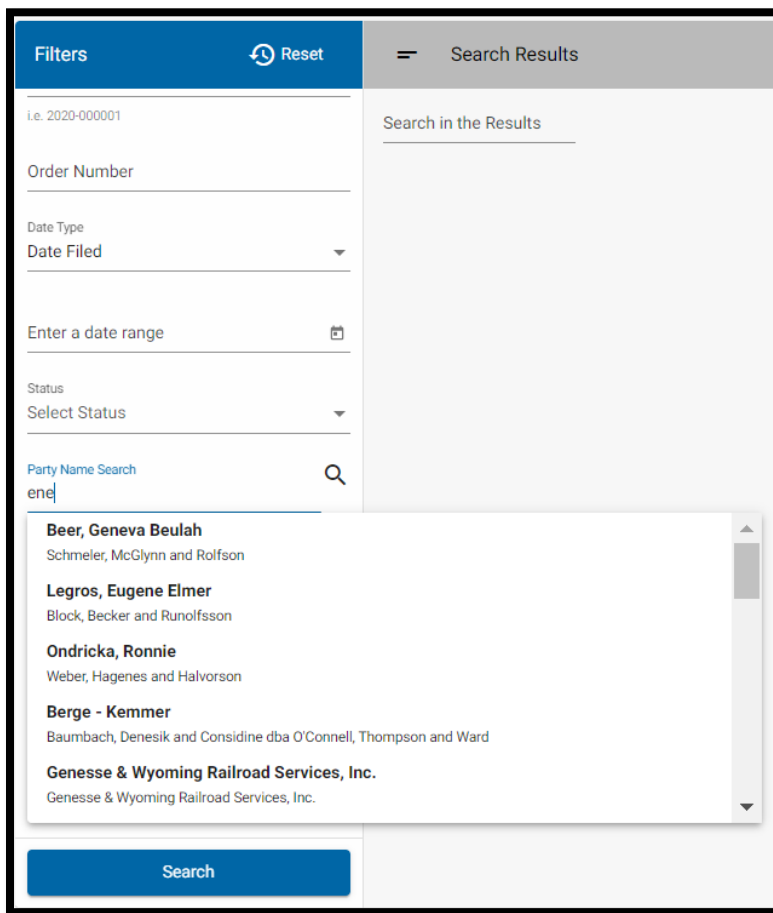 Filters
Reset
Search Results
i.e. 2020-000001
Search in the Results
Order Number
Date Type
Date Filed
Enter a date range
Status
Select Status
Party Name Search
ene
Beer, Geneva Beulah
Schmeler, McGlynn and Rolfson
Legros, Eugene Elmer
Block, Becker and Runolfsson
Ondricka, Ronnie
Weber, Hagenes and Halvorson
Berge - Kemmer
Baumbach, Denesik and Considine dba O'Connell, Thompson and Ward
Genesse & Wyoming Railroad Services, Inc.
Genesse & Wyoming Railroad Services, Inc.
Search